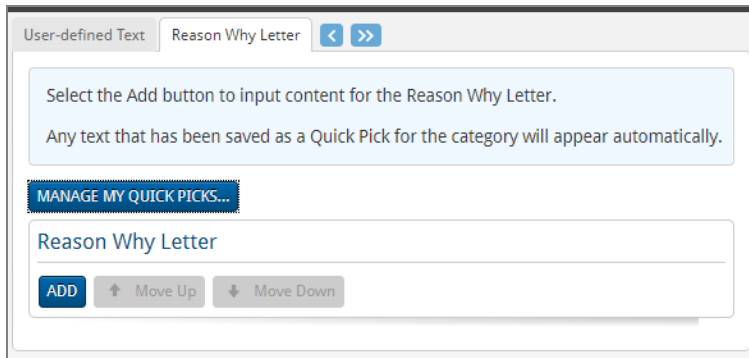 User-defined Text Reason Why Letter
Select the Add button to input content for the Reason Why Letter.
Any text that has been saved as a Quick Pick for the category will appear automatically.
MANAGE MY QUICK PICKS...
Reason Why Letter
ADD Move Up Move Down